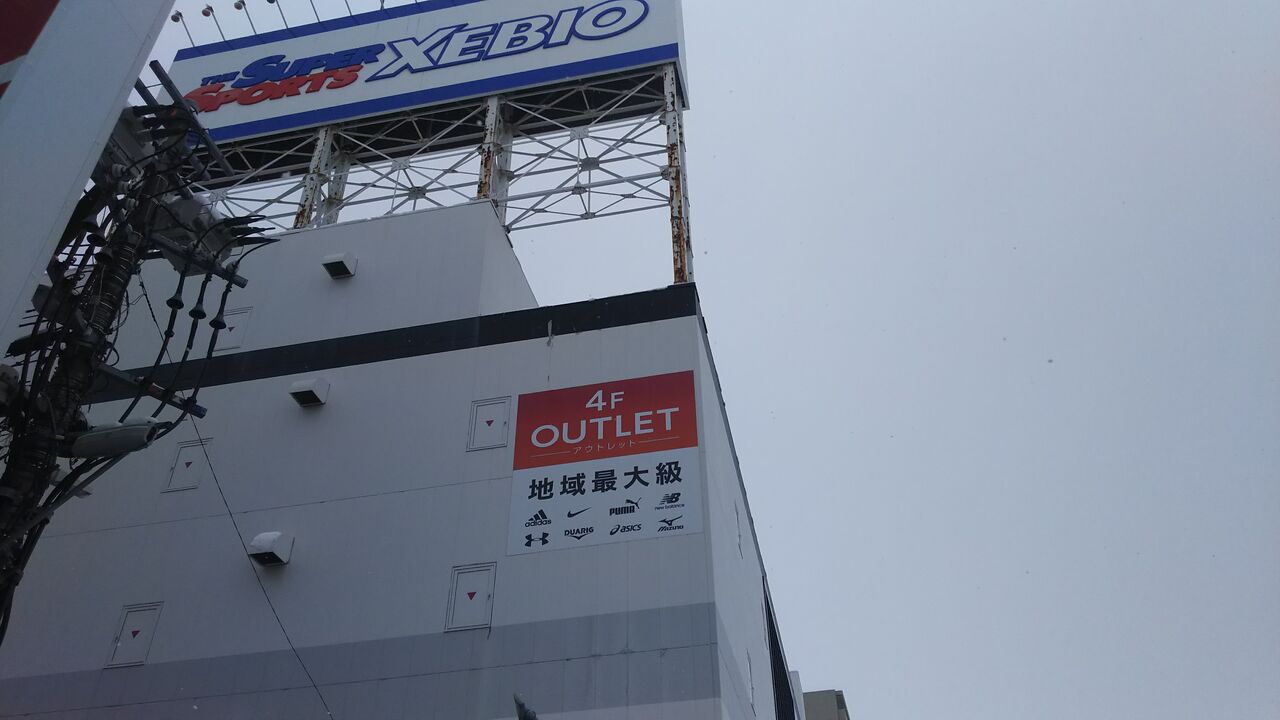 THE SUPER SPORTS XEBIO
4F
OUTLET
アウトレット
地域最大級
adidas PUMA new balance
DUARIG asics Mizuno